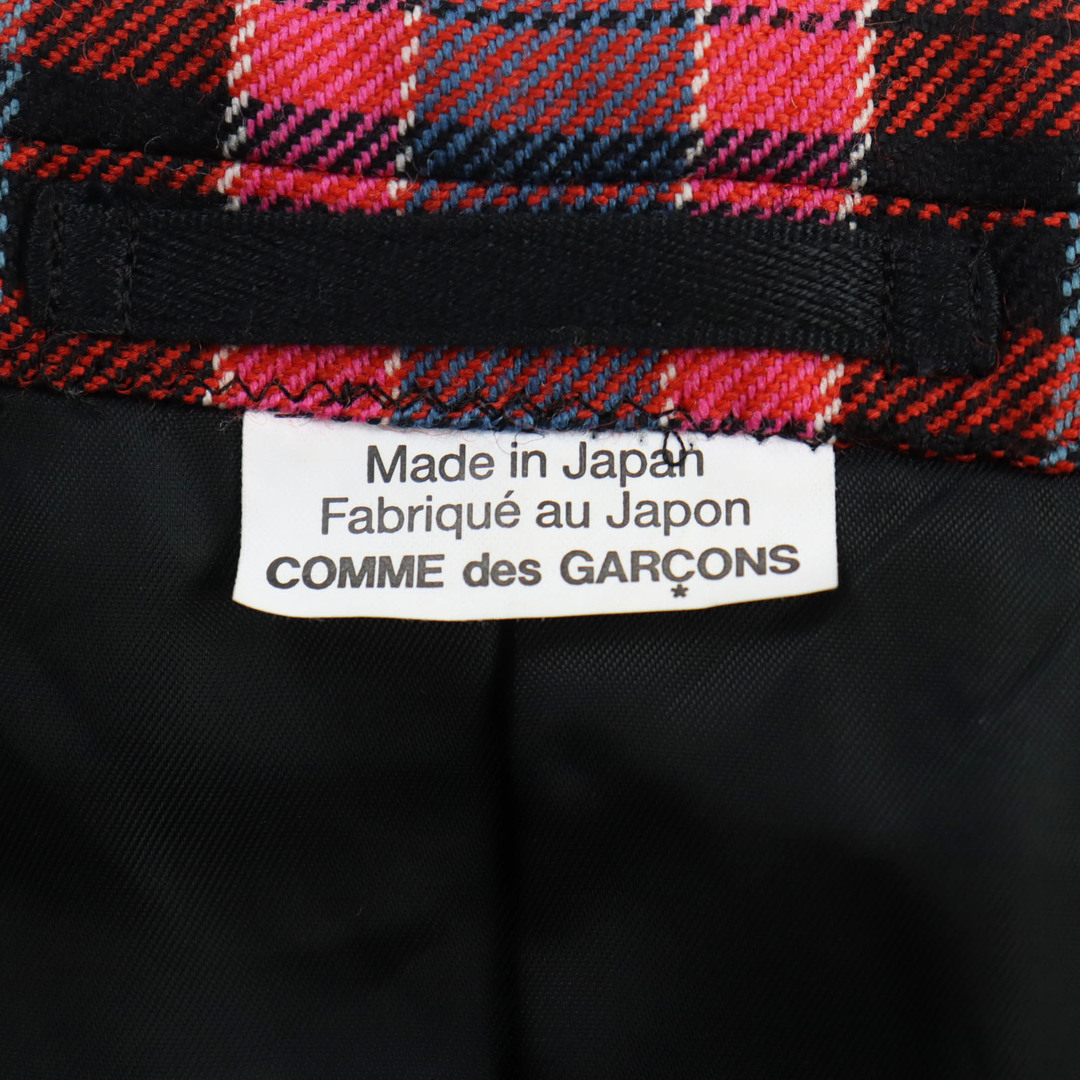 Made in Japan
Fabriqué au Japon
COMME des GARÇONS
*